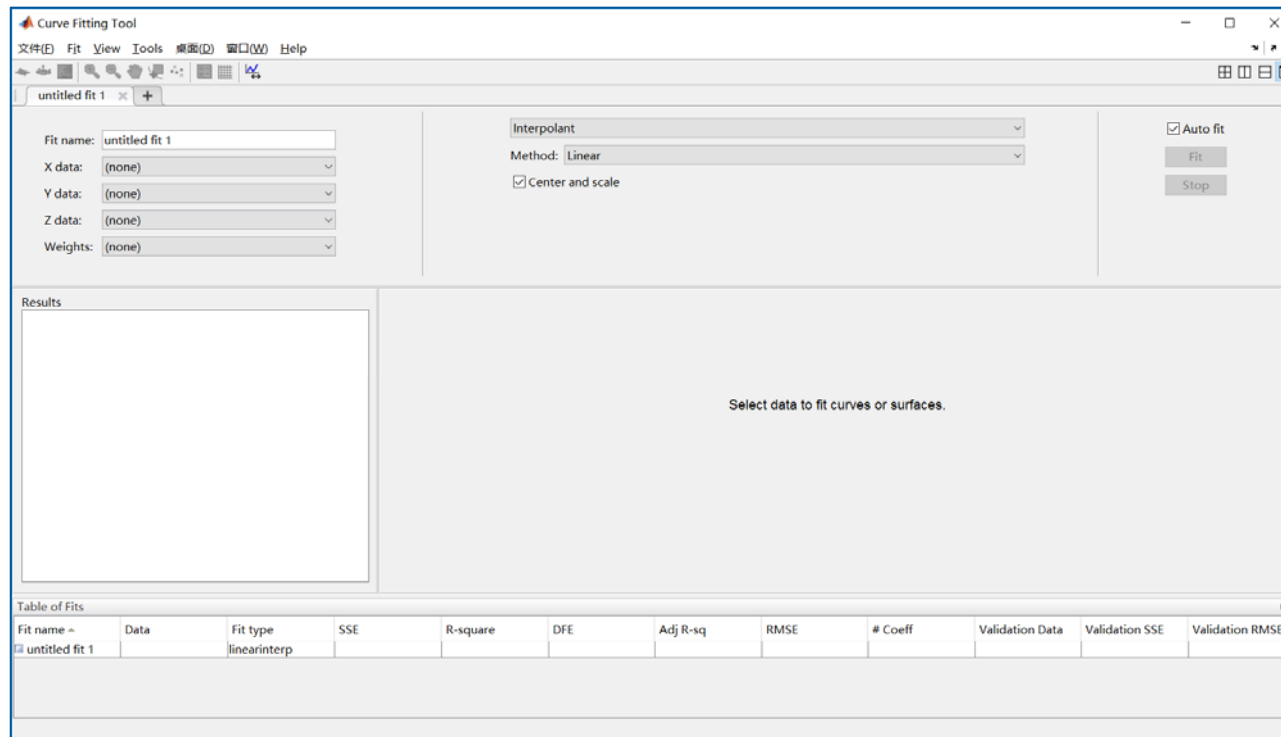 Curve Fitting Tool
文件(F) Fit View Tools 桌面(D) 窗口(W) Help
untitled fit 1
Fit name: untitled fit 1
X data: (none)
Y data: (none)
Z data: (none)
Weights: (none)
Interpolant
Method: Linear
Center and scale
Auto fit
Fit
Stop
Results
Select data to fit curves or surfaces.
Table of Fits
Fit name Data Fit type SSE R-square DFE Adj R-sq RMSE # Coeff Validation Data Validation SSE Validation RMSE
untitled fit 1 linearinterp